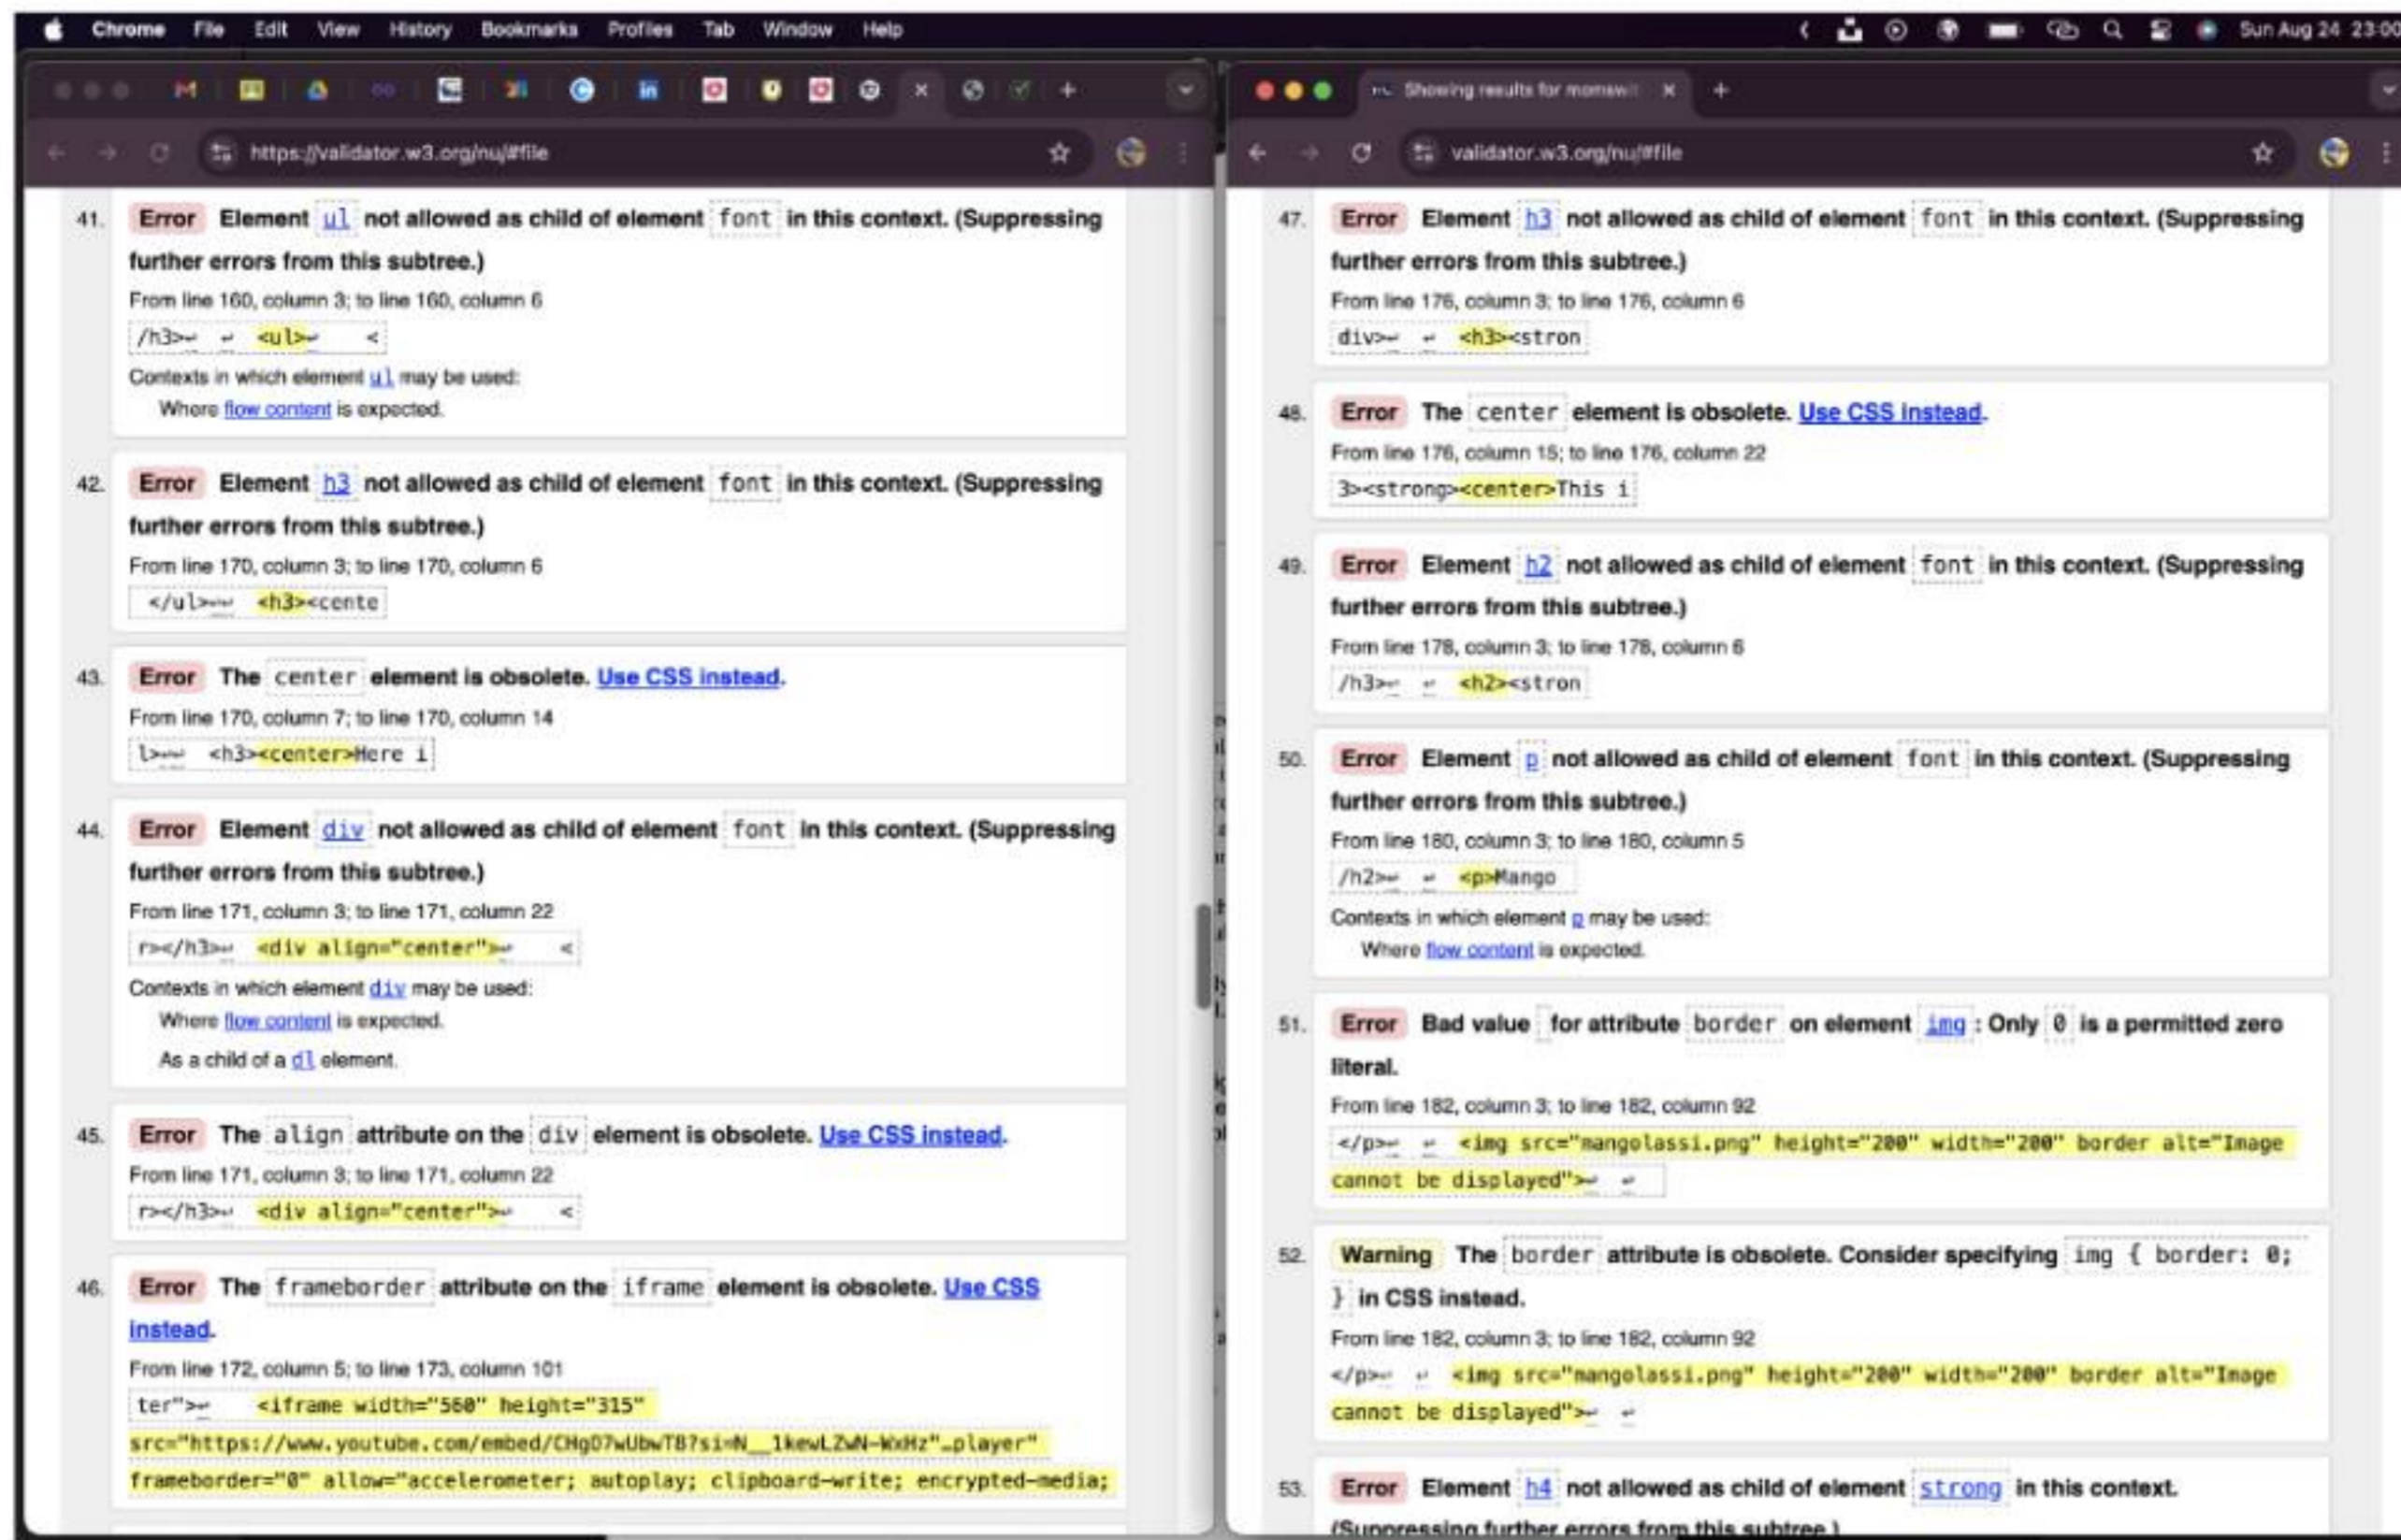 Chrome File Edit View History Bookmarks Profiles Tab Window Help
Sun Aug 24 23:00
https://validator.w3.org/nu/#file
41. Error Element ul not allowed as child of element font in this context. (Suppressing
further errors from this subtree.)
From line 160, column 3; to line 160, column 6
/h3>↩ ↩ <ul>↩ <
Contexts in which element ul may be used:
Where flow content is expected.
42. Error Element h3 not allowed as child of element font in this context. (Suppressing
further errors from this subtree.)
From line 170, column 3; to line 170, column 6
</ul>↩↩ <h3><cente
43. Error The center element is obsolete. Use CSS instead.
From line 170, column 7; to line 170, column 14
l>↩↩ <h3><center>Here i
44. Error Element div not allowed as child of element font in this context. (Suppressing
further errors from this subtree.)
From line 171, column 3; to line 171, column 22
r></h3>↩ <div align="center">↩ <
Contexts in which element div may be used:
Where flow content is expected.
As a child of a dl element.
45. Error The align attribute on the div element is obsolete. Use CSS instead.
From line 171, column 3; to line 171, column 22
r></h3>↩ <div align="center">↩ <
46. Error The frameborder attribute on the iframe element is obsolete. Use CSS
instead.
From line 172, column 5; to line 173, column 101
ter">↩ <iframe width="560" height="315"
src="https://www.youtube.com/embed/CHgD7wUbwT8?si=N__1kewLZwN-WxHz"…player"
frameborder="0" allow="accelerometer; autoplay; clipboard-write; encrypted-media;
Showing results for momswit
validator.w3.org/nu/#file
47. Error Element h3 not allowed as child of element font in this context. (Suppressing
further errors from this subtree.)
From line 176, column 3; to line 176, column 6
div>↩ ↩ <h3><stron
48. Error The center element is obsolete. Use CSS instead.
From line 176, column 15; to line 176, column 22
3><strong><center>This i
49. Error Element h2 not allowed as child of element font in this context. (Suppressing
further errors from this subtree.)
From line 178, column 3; to line 178, column 6
/h3>↩ ↩ <h2><stron
50. Error Element p not allowed as child of element font in this context. (Suppressing
further errors from this subtree.)
From line 180, column 3; to line 180, column 5
/h2>↩ ↩ <p>Mango
Contexts in which element p may be used:
Where flow content is expected.
51. Error Bad value for attribute border on element img : Only 0 is a permitted zero
literal.
From line 182, column 3; to line 182, column 92
</p>↩ ↩ <img src="mangolassi.png" height="200" width="200" border alt="Image
cannot be displayed">↩ ↩
52. Warning The border attribute is obsolete. Consider specifying img { border: 0;
} in CSS instead.
From line 182, column 3; to line 182, column 92
</p>↩ ↩ <img src="mangolassi.png" height="200" width="200" border alt="Image
cannot be displayed">↩ ↩
53. Error Element h4 not allowed as child of element strong in this context.
(Suppressing further errors from this subtree.)